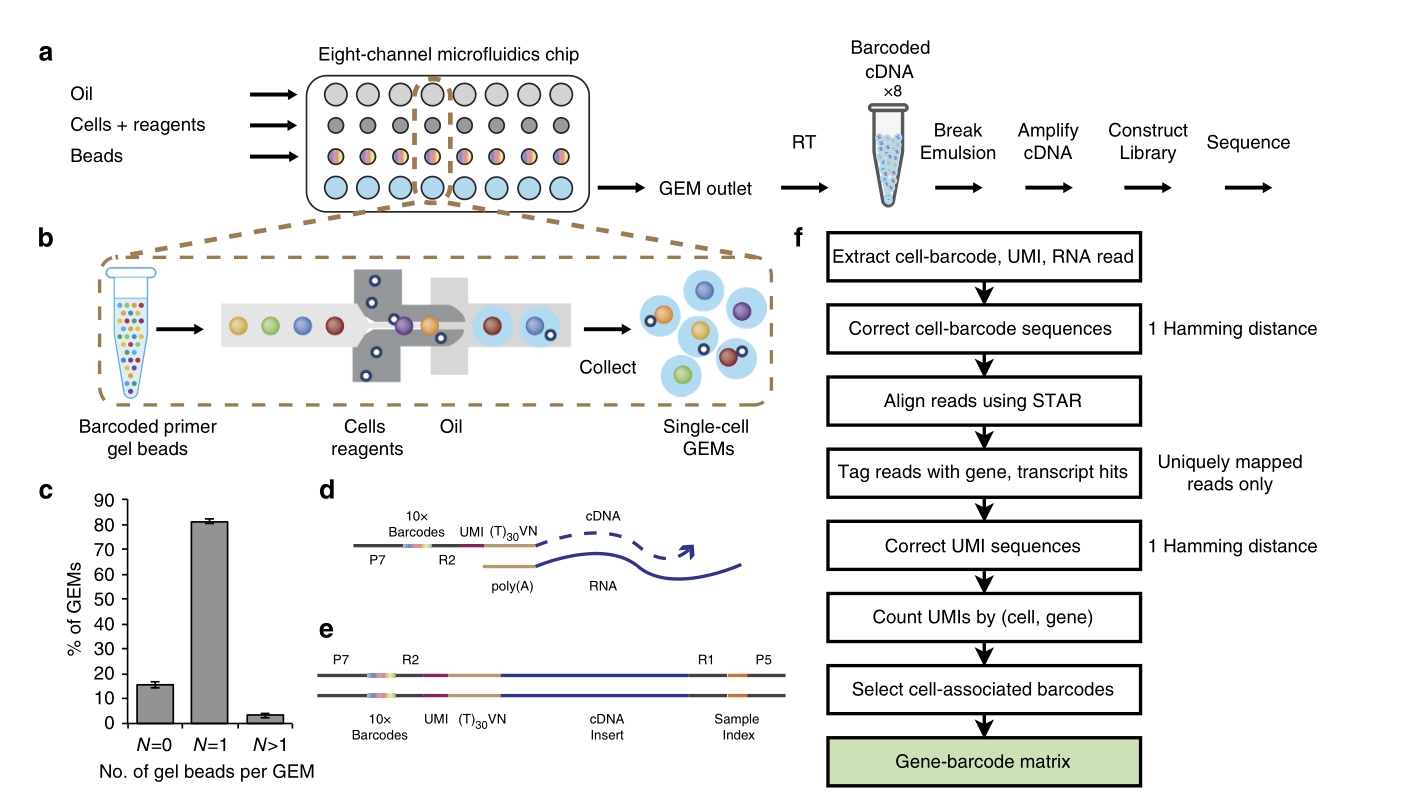 a
Eight-channel microfluidics chip
Oil
Cells + reagents
Beads
GEM outlet
RT
Barcoded
cDNA
×8
Break
Emulsion
Amplify
cDNA
Construct
Library
Sequence
b
Barcoded primer
gel beads
Cells
reagents
Oil
Collect
Single-cell
GEMs
c
% of GEMs
90
80
70
60
50
40
30
20
10
0
N=0
N=1
N>1
No. of gel beads per GEM
d
10×
Barcodes
UMI
(T)30VN
cDNA
P7
R2
poly(A)
RNA
e
P7
R2
R1
P5
10×
Barcodes
UMI
(T)30VN
cDNA
Insert
Sample
Index
f
Extract cell-barcode, UMI, RNA read
Correct cell-barcode sequences
1 Hamming distance
Align reads using STAR
Tag reads with gene, transcript hits
Uniquely mapped
reads only
Correct UMI sequences
1 Hamming distance
Count UMIs by (cell, gene)
Select cell-associated barcodes
Gene-barcode matrix